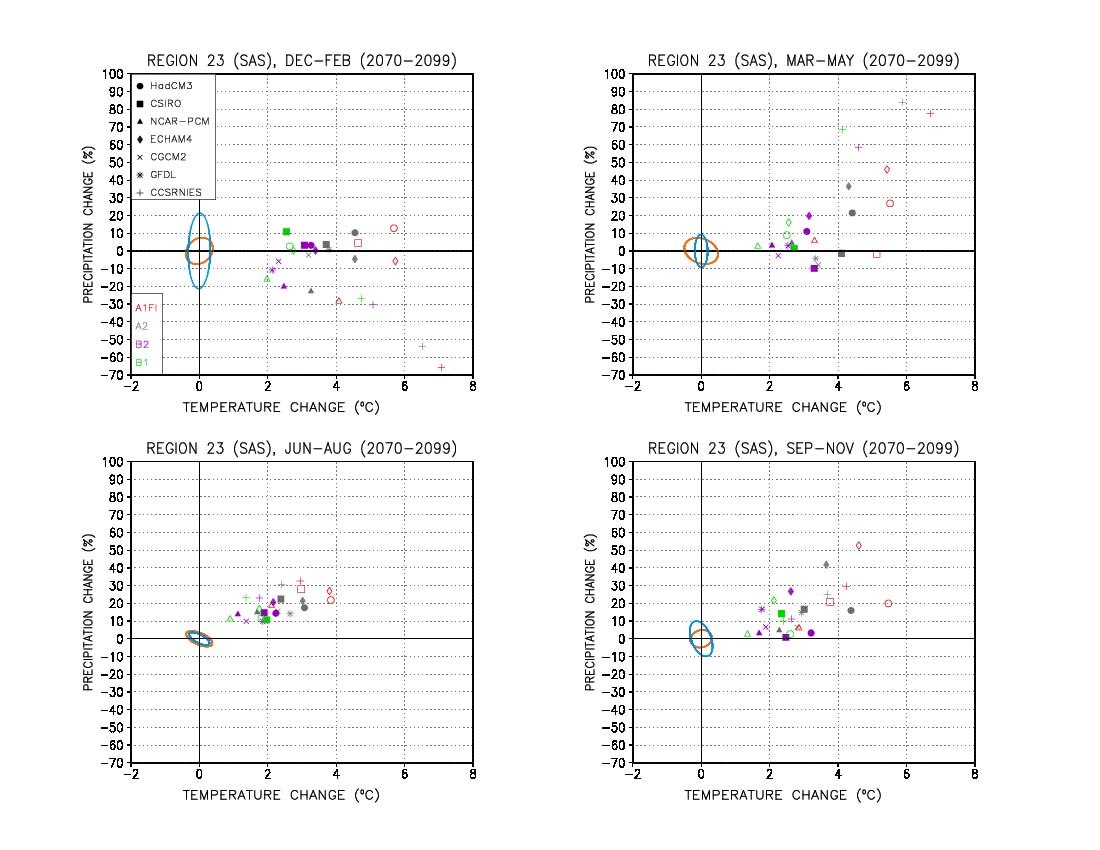 REGION 23 (SAS), DEC-FEB (2070-2099)
PRECIPITATION CHANGE (%)
100
90
80
70
60
50
40
30
20
10
0
-10
-20
-30
-40
-50
-60
-70
HadCM3
CSIRO
NCAR-PCM
ECHAM4
CGCM2
GFDL
CCSRNIES
A1FI
A2
B2
B1
-2 0 2 4 6 8
TEMPERATURE CHANGE (ºC)
REGION 23 (SAS), MAR-MAY (2070-2099)
PRECIPITATION CHANGE (%)
100
90
80
70
60
50
40
30
20
10
0
-10
-20
-30
-40
-50
-60
-70
-2 0 2 4 6 8
TEMPERATURE CHANGE (ºC)
REGION 23 (SAS), JUN-AUG (2070-2099)
PRECIPITATION CHANGE (%)
100
90
80
70
60
50
40
30
20
10
0
-10
-20
-30
-40
-50
-60
-70
-2 0 2 4 6 8
TEMPERATURE CHANGE (ºC)
REGION 23 (SAS), SEP-NOV (2070-2099)
PRECIPITATION CHANGE (%)
100
90
80
70
60
50
40
30
20
10
0
-10
-20
-30
-40
-50
-60
-70
-2 0 2 4 6 8
TEMPERATURE CHANGE (ºC)